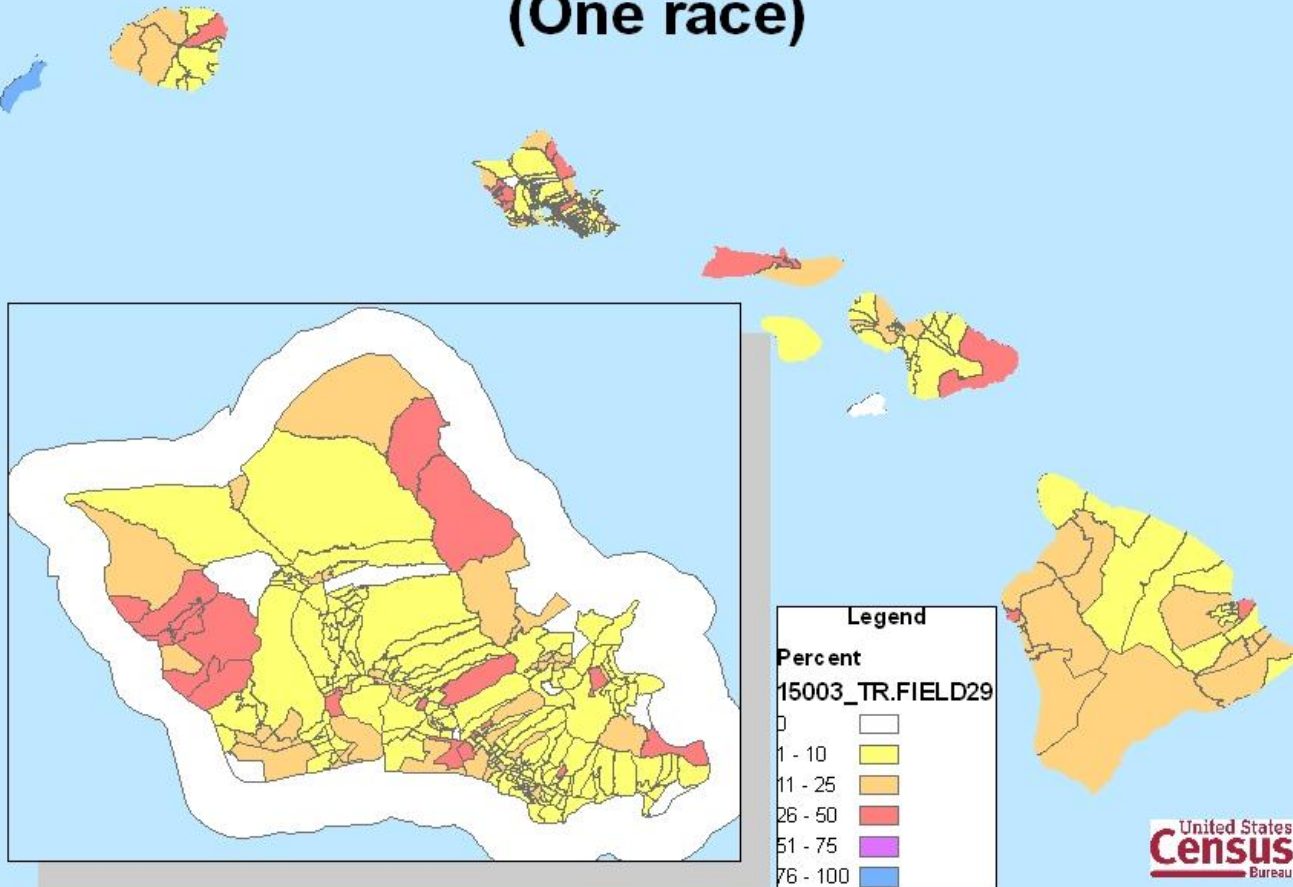 (One race)
Legend
Percent
15003_TR.FIELD29
0
1 - 10
11 - 25
26 - 50
51 - 75
76 - 100
United States
Census
Bureau